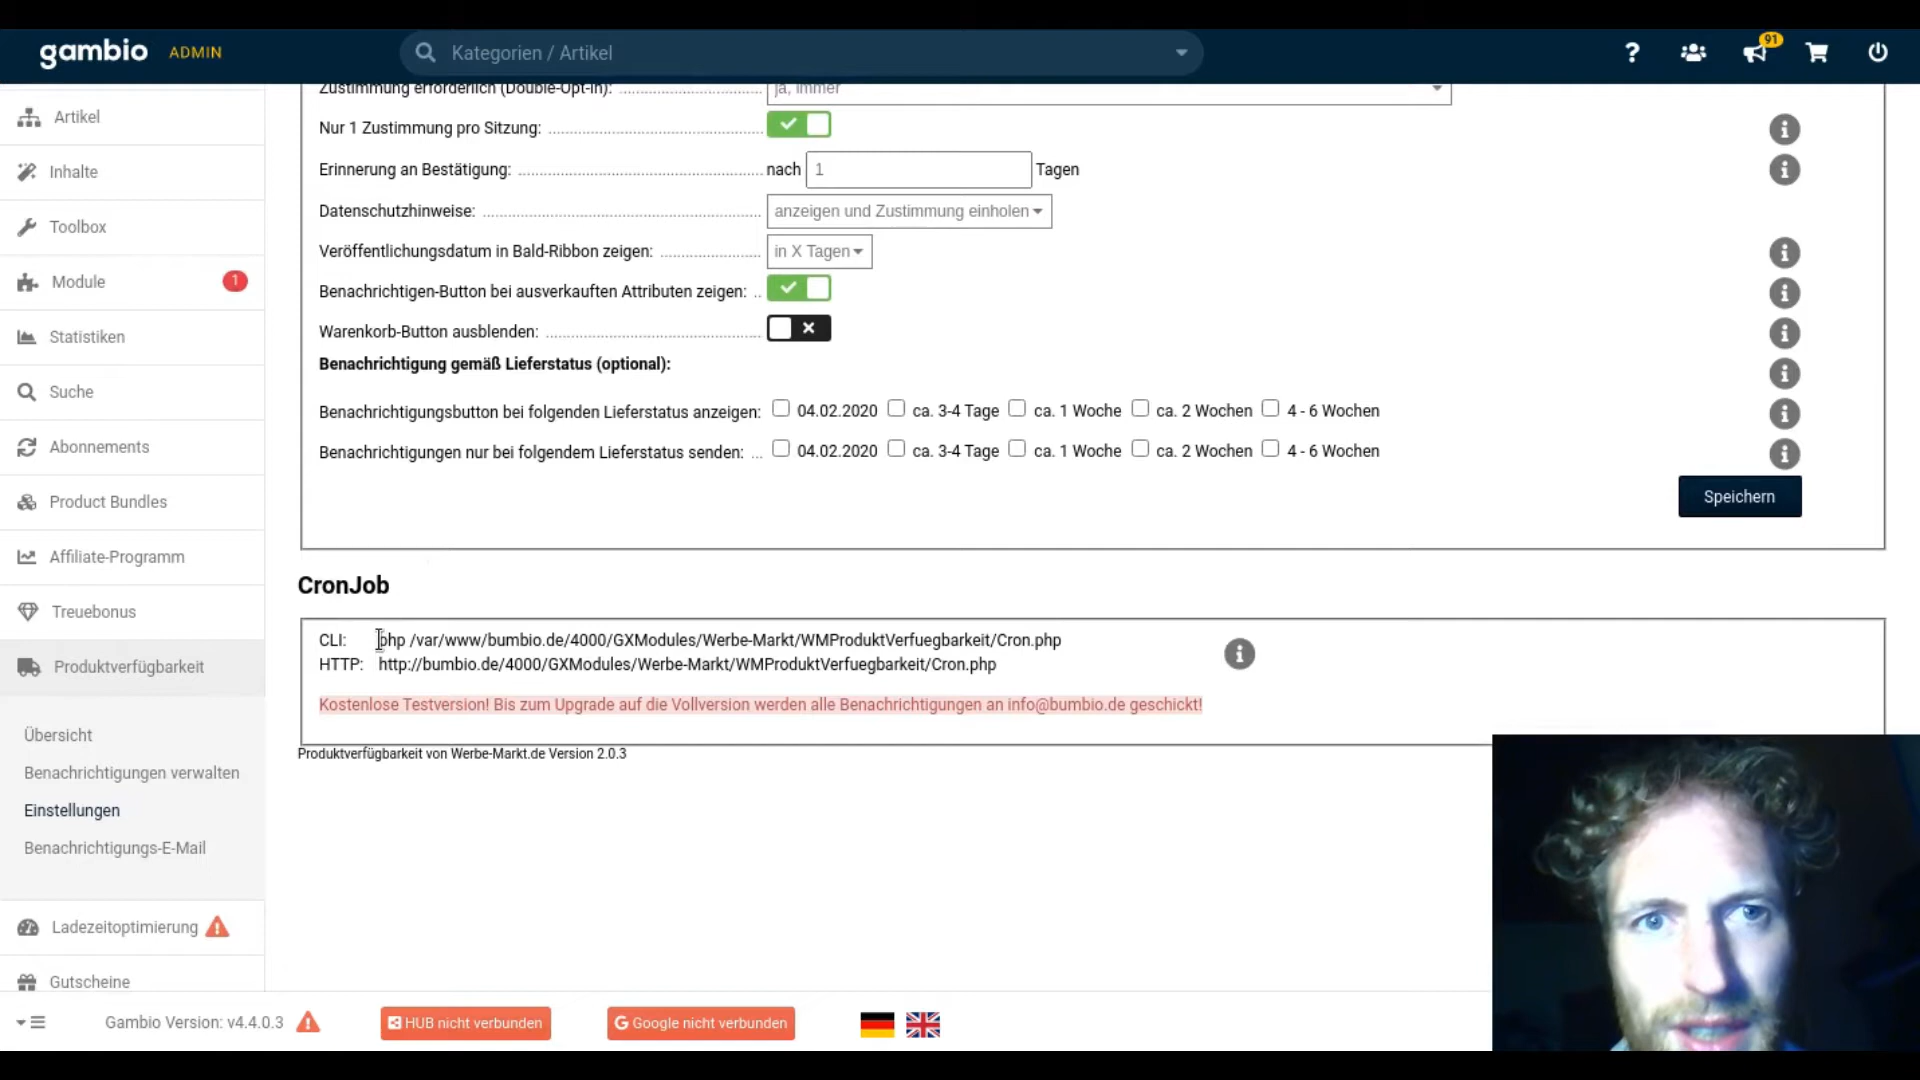 gambio ADMIN
Kategorien / Artikel
91
Artikel
Inhalte
Toolbox
Module
1
Statistiken
Suche
Abonnements
Product Bundles
Affiliate-Programm
Treuebonus
Produktverfügbarkeit
Übersicht
Benachrichtigungen verwalten
Einstellungen
Benachrichtigungs-E-Mail
Ladezeitoptimierung
Gutscheine
Zustimmung erforderlich (Double-Opt-in): ja, immer
Nur 1 Zustimmung pro Sitzung:
Erinnerung an Bestätigung: nach 1 Tagen
Datenschutzhinweise: anzeigen und Zustimmung einholen
Veröffentlichungsdatum in Bald-Ribbon zeigen: in X Tagen
Benachrichtigen-Button bei ausverkauften Attributen zeigen:
Warenkorb-Button ausblenden:
Benachrichtigung gemäß Lieferstatus (optional):
Benachrichtigungsbutton bei folgenden Lieferstatus anzeigen: 04.02.2020 ca. 3-4 Tage ca. 1 Woche ca. 2 Wochen 4 - 6 Wochen
Benachrichtigungen nur bei folgendem Lieferstatus senden: 04.02.2020 ca. 3-4 Tage ca. 1 Woche ca. 2 Wochen 4 - 6 Wochen
Speichern
CronJob
CLI: php /var/www/bumbio.de/4000/GXModules/Werbe-Markt/WMProduktVerfuegbarkeit/Cron.php
HTTP: http://bumbio.de/4000/GXModules/Werbe-Markt/WMProduktVerfuegbarkeit/Cron.php
Kostenlose Testversion! Bis zum Upgrade auf die Vollversion werden alle Benachrichtigungen an info@bumbio.de geschickt!
Produktverfügbarkeit von Werbe-Markt.de Version 2.0.3
Gambio Version: v4.4.0.3
HUB nicht verbunden
Google nicht verbunden